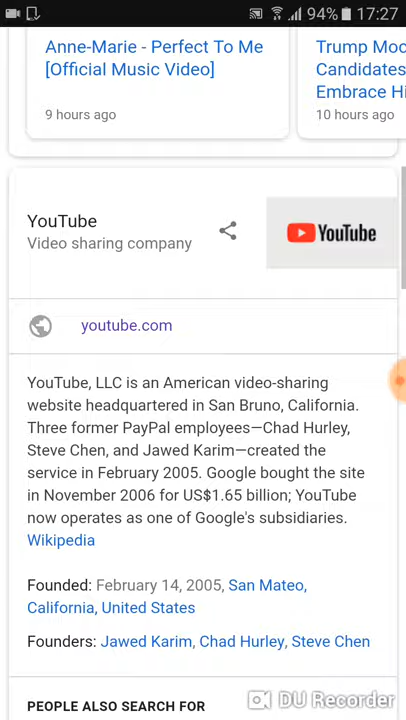 94% 17:27
Anne-Marie - Perfect To Me
[Official Music Video]
9 hours ago
Trump Moc
Candidates
Embrace Hi
10 hours ago
YouTube
Video sharing company
YouTube
youtube.com
YouTube, LLC is an American video-sharing
website headquartered in San Bruno, California.
Three former PayPal employees—Chad Hurley,
Steve Chen, and Jawed Karim—created the
service in February 2005. Google bought the site
in November 2006 for US$1.65 billion; YouTube
now operates as one of Google's subsidiaries.
Wikipedia
Founded: February 14, 2005, San Mateo,
California, United States
Founders: Jawed Karim, Chad Hurley, Steve Chen
PEOPLE ALSO SEARCH FOR
DU Recorder